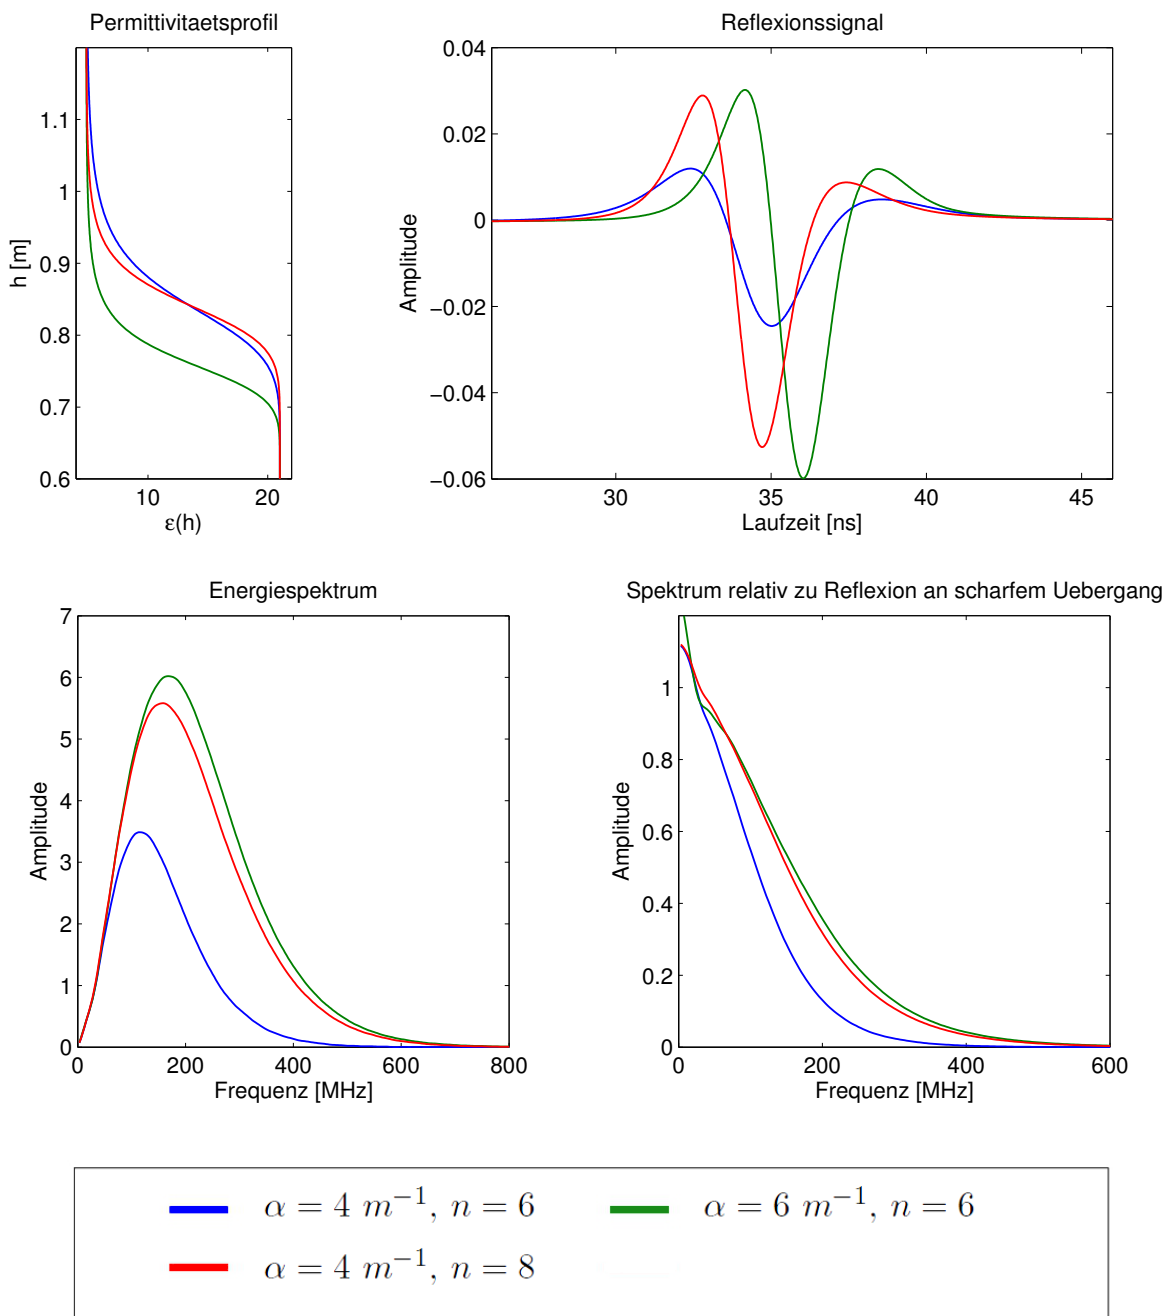 Permittivitaetsprofil
Reflexionssignal
1.1
1
0.9
0.8
0.7
0.6
h [m]
10 20
ε(h)
0.04
0.02
0
−0.02
−0.04
−0.06
Amplitude
30 35 40 45
Laufzeit [ns]
Energiespektrum
Spektrum relativ zu Reflexion an scharfem Uebergang
7
6
5
4
3
2
1
0
Amplitude
0 200 400 600 800
Frequenz [MHz]
1
0.8
0.6
0.4
0.2
0
Amplitude
0 200 400 600
Frequenz [MHz]
α = 4 m⁻¹, n = 6
α = 6 m⁻¹, n = 6
α = 4 m⁻¹, n = 8